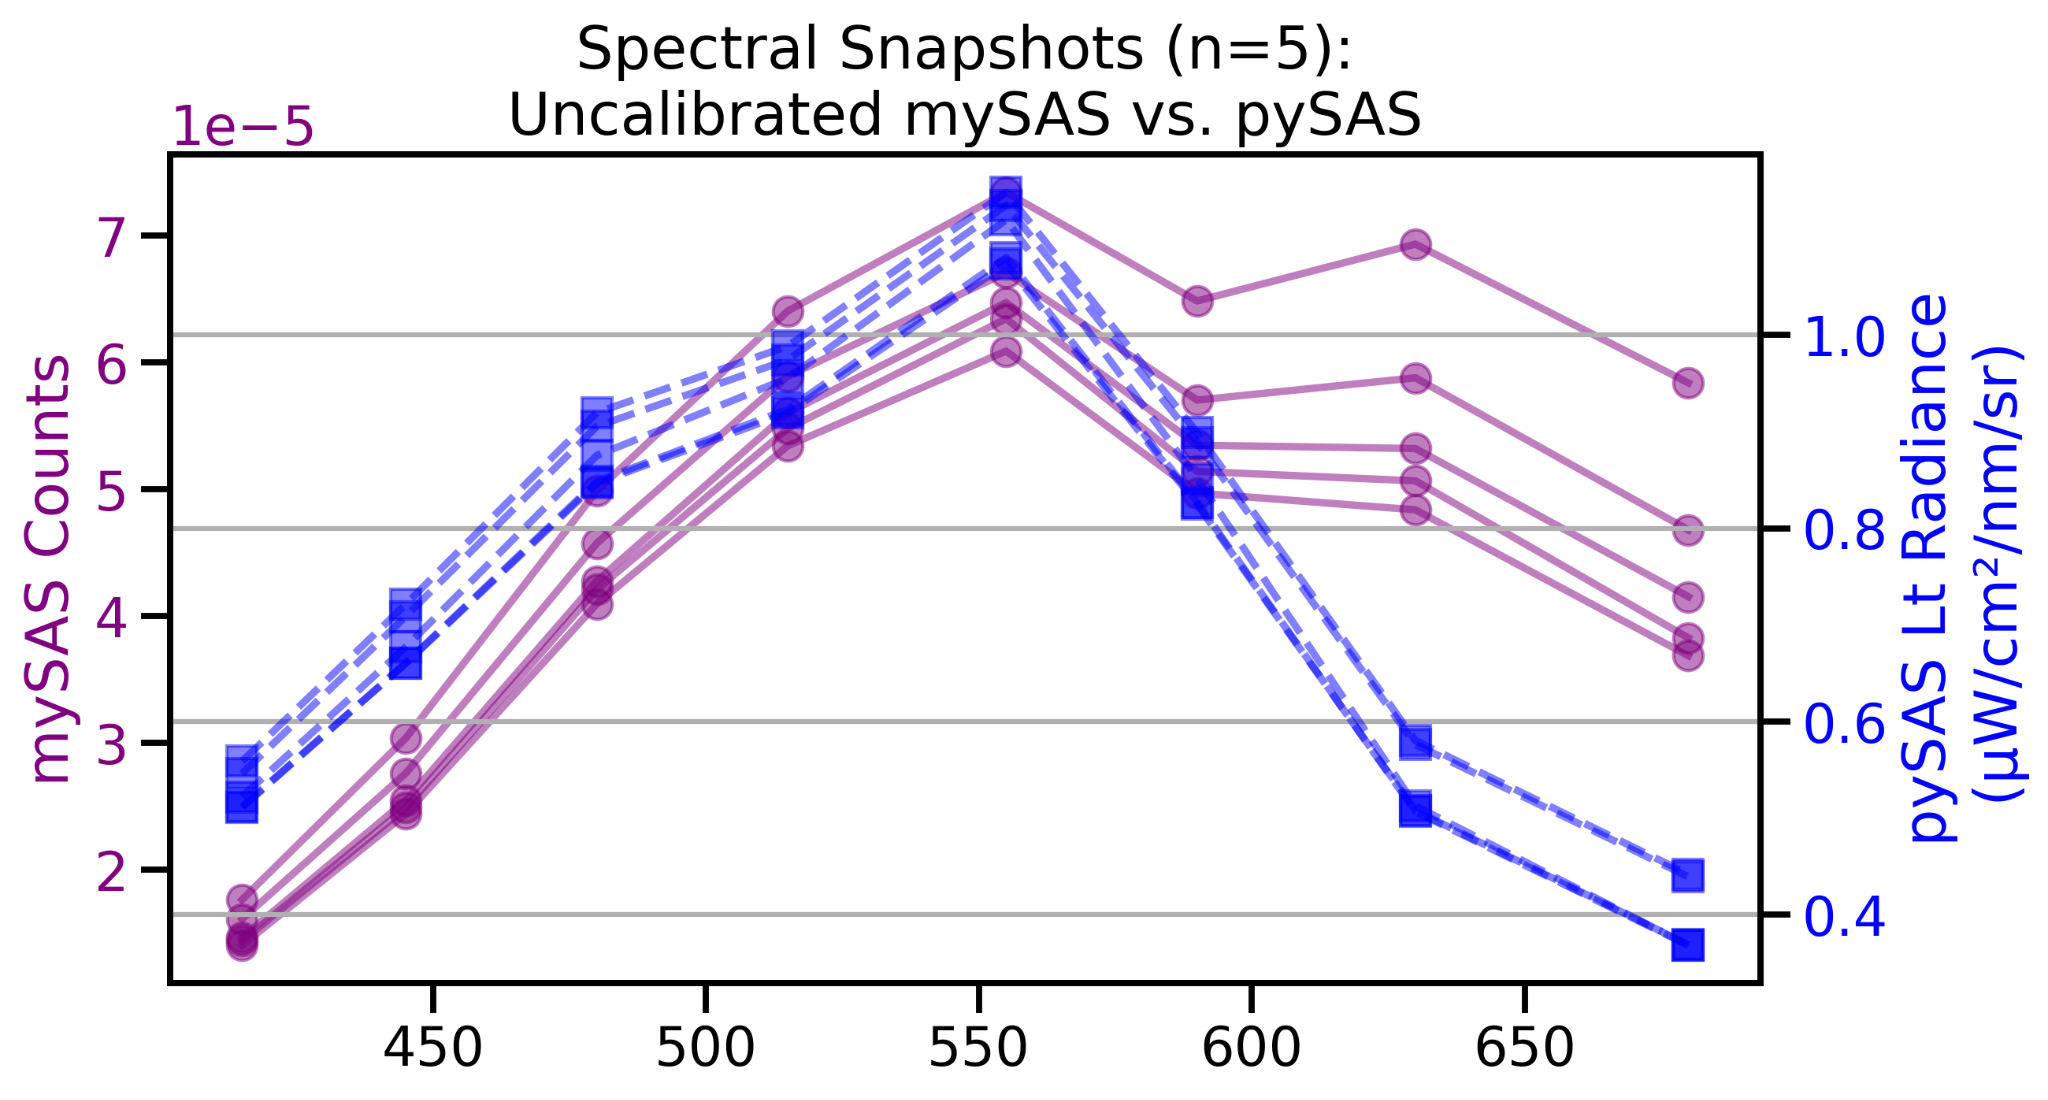 Spectral Snapshots (n=5):
Uncalibrated mySAS vs. pySAS
1e−5
mySAS Counts
7
6
5
4
3
2
1.0
0.8
0.6
0.4
pySAS Lt Radiance
(µW/cm²/nm/sr)
450
500
550
600
650